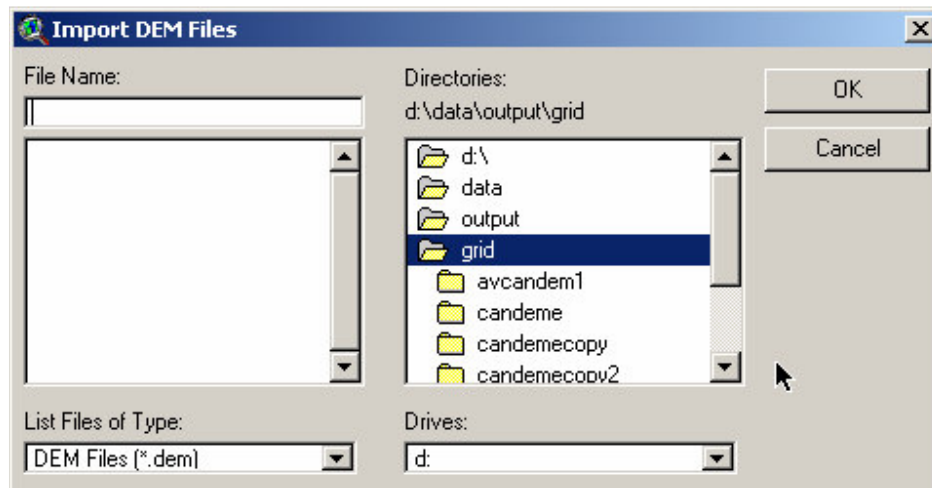 Import DEM Files
File Name:
Directories:
d:\data\output\grid
OK
Cancel
d:\
data
output
grid
avcandem1
candeme
candemecopy
candemecopy2
List Files of Type:
DEM Files (*.dem)
Drives:
d: